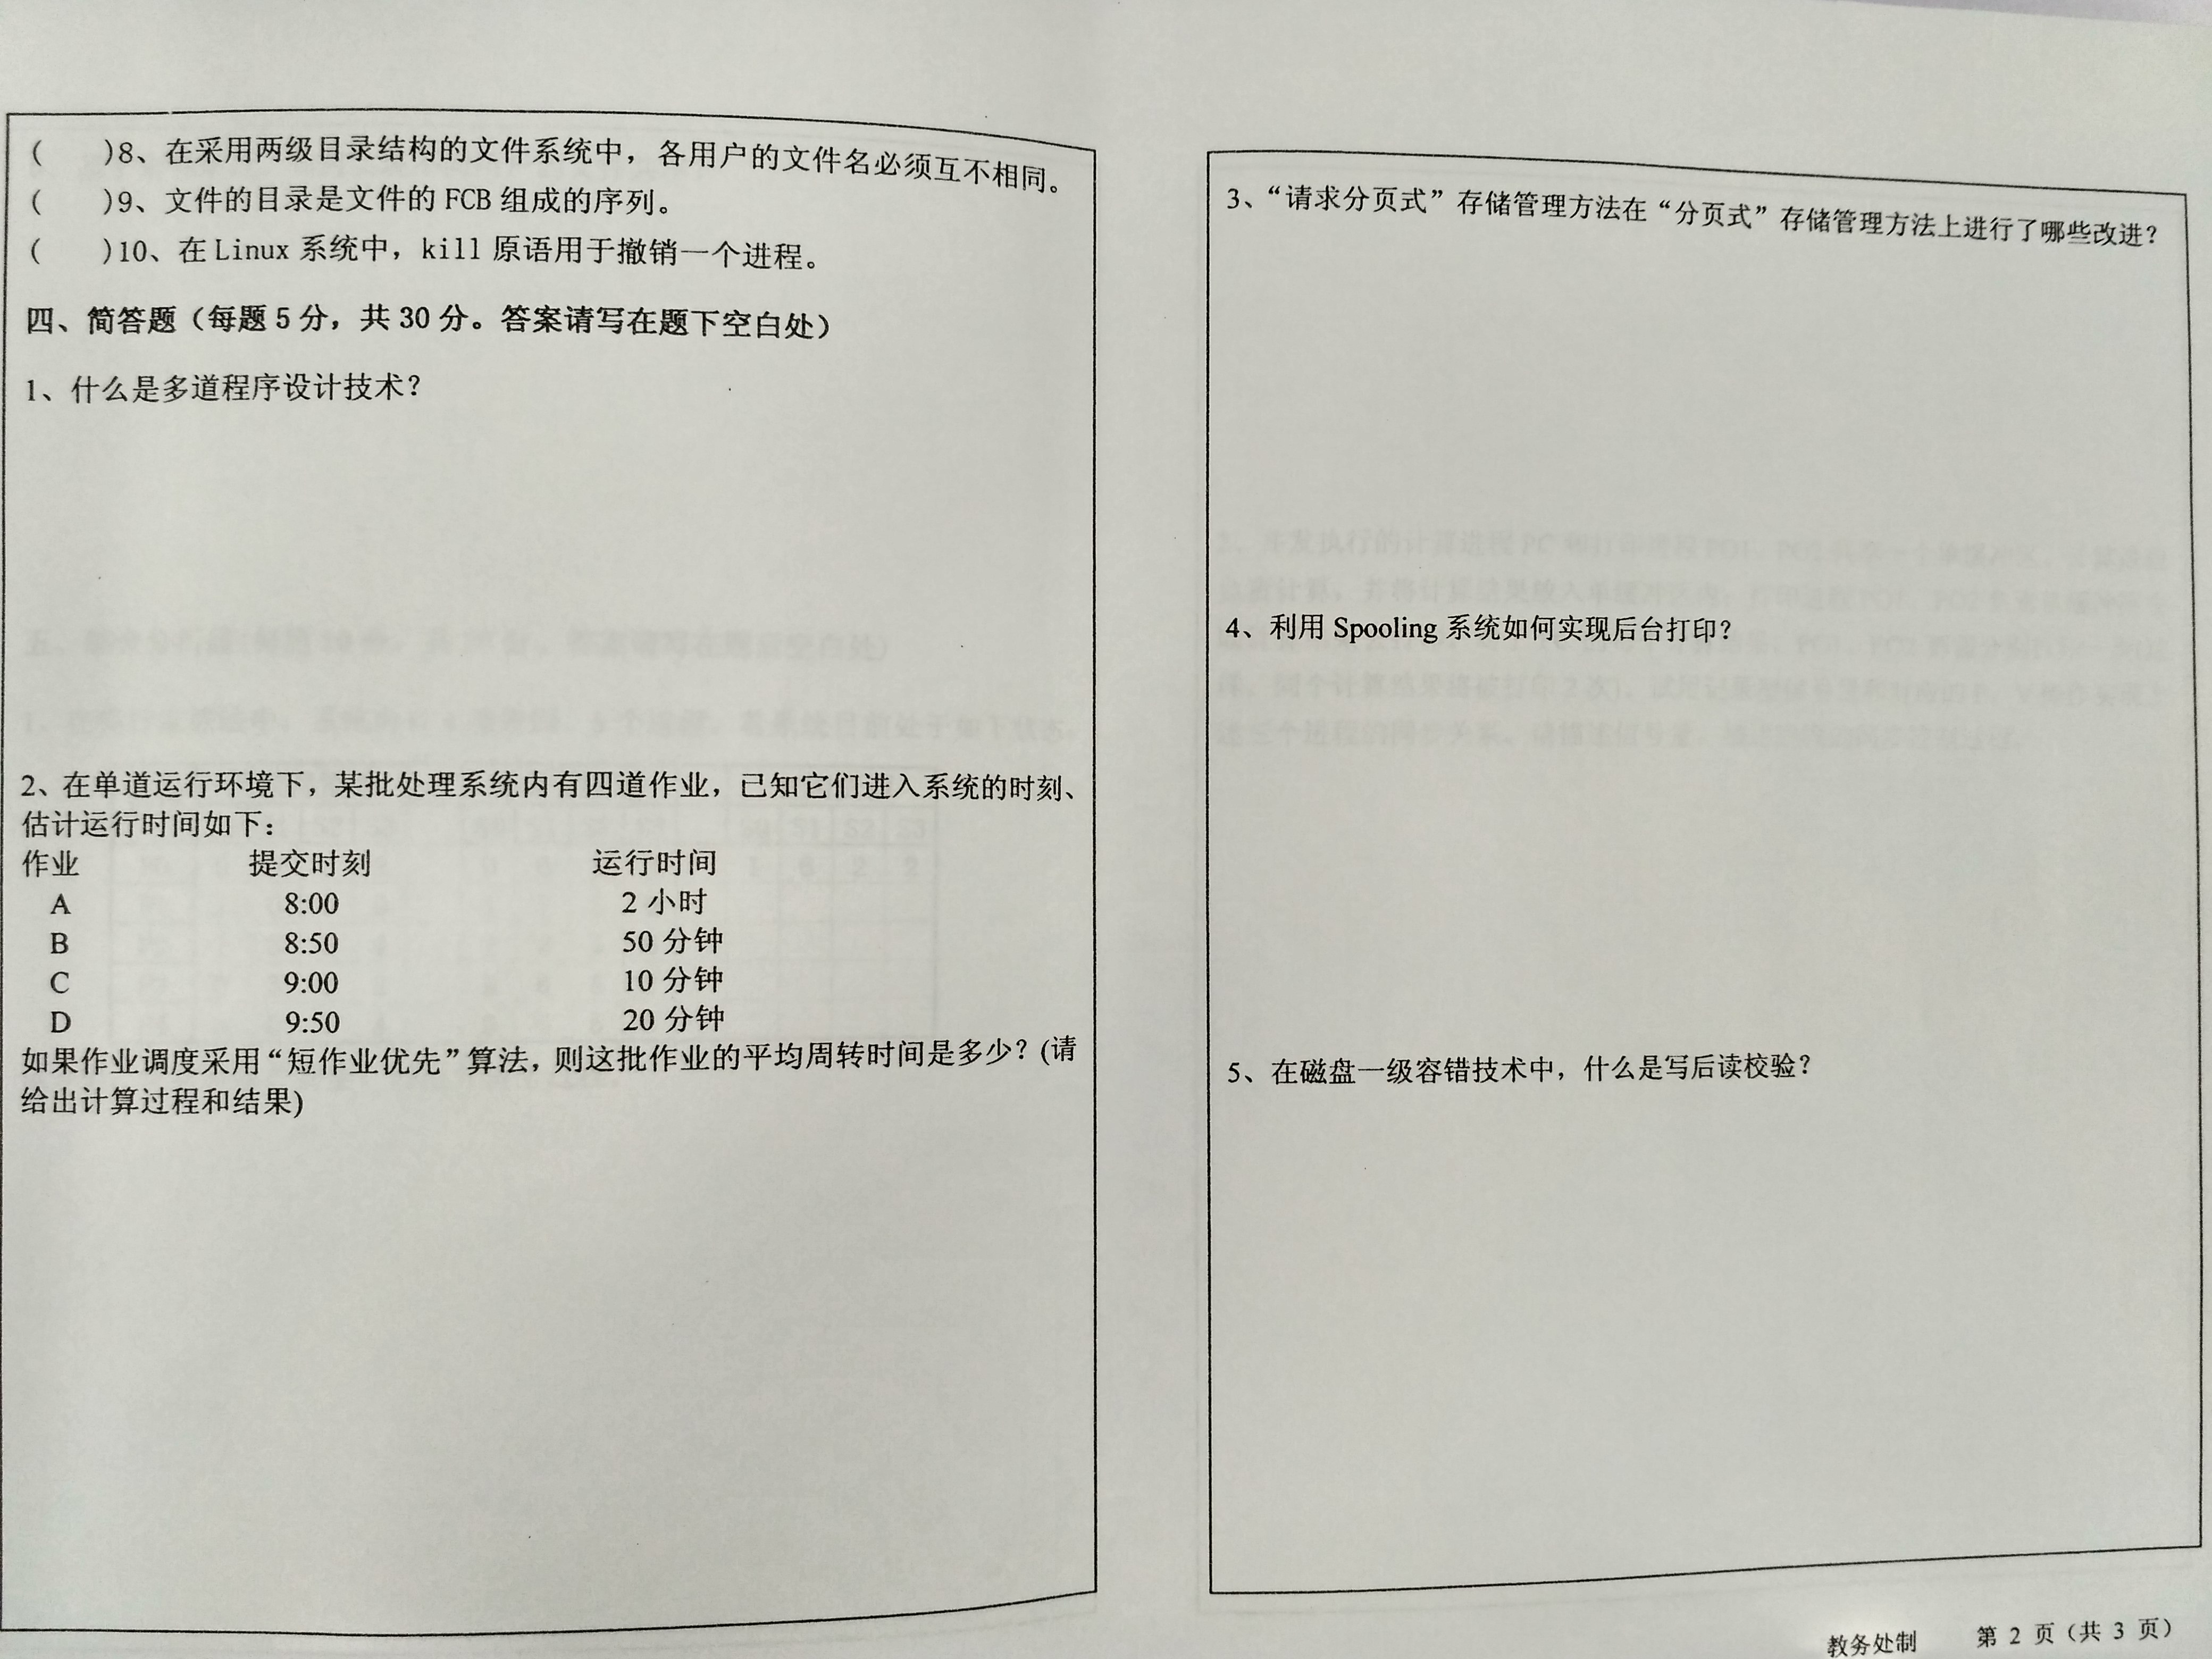 (　　)8、在采用两级目录结构的文件系统中，各用户的文件名必须互不相同。
(　　)9、文件的目录是文件的 FCB 组成的序列。
(　　)10、在 Linux 系统中，kill 原语用于撤销一个进程。
四、简答题（每题 5 分，共 30 分。答案请写在题下空白处）
1、什么是多道程序设计技术？
2、在单道运行环境下，某批处理系统内有四道作业，已知它们进入系统的时刻、
估计运行时间如下：
作业　提交时刻　运行时间
A　8:00　2 小时
B　8:50　50 分钟
C　9:00　10 分钟
D　9:50　20 分钟
如果作业调度采用“短作业优先”算法，则这批作业的平均周转时间是多少？(请
给出计算过程和结果)
3、“请求分页式”存储管理方法在“分页式”存储管理方法上进行了哪些改进？
4、利用 Spooling 系统如何实现后台打印？
5、在磁盘一级容错技术中，什么是写后读校验？
教务处制　第 2 页（共 3 页）